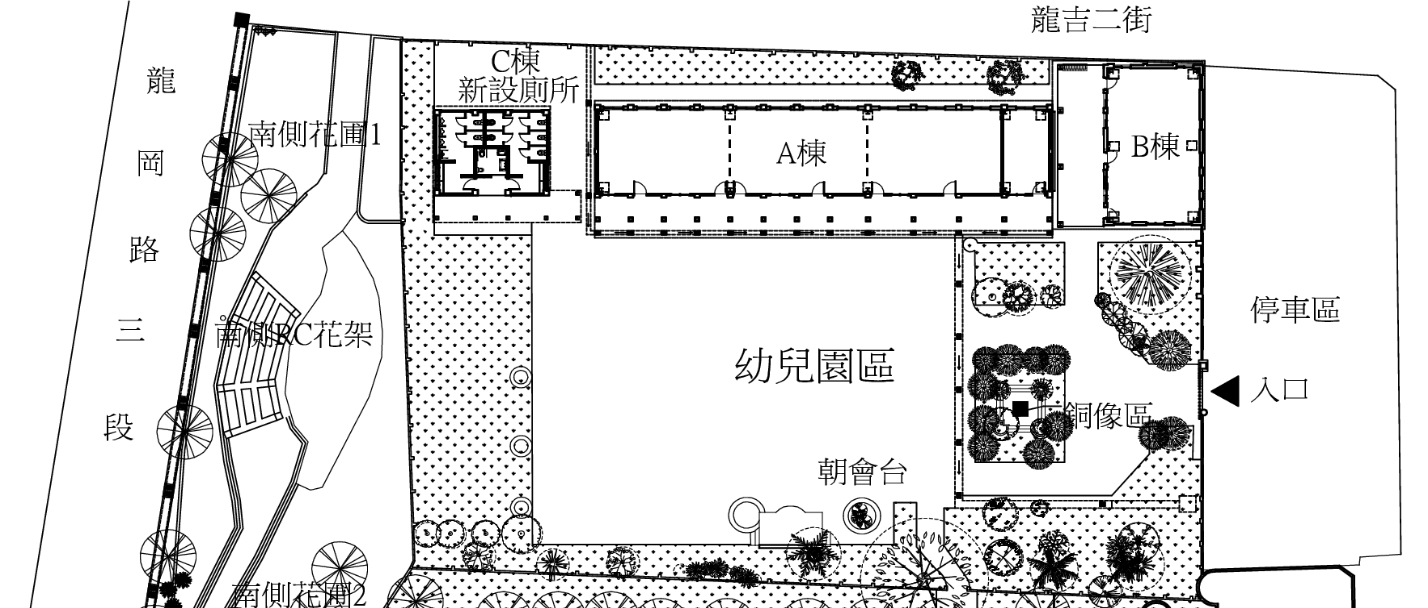 龍吉二街
龍岡路三段
C棟
新設廁所
南側花圃1
A棟
B棟
南側RC花架
幼兒園區
停車區
入口
銅像區
朝會台
南側花圃2